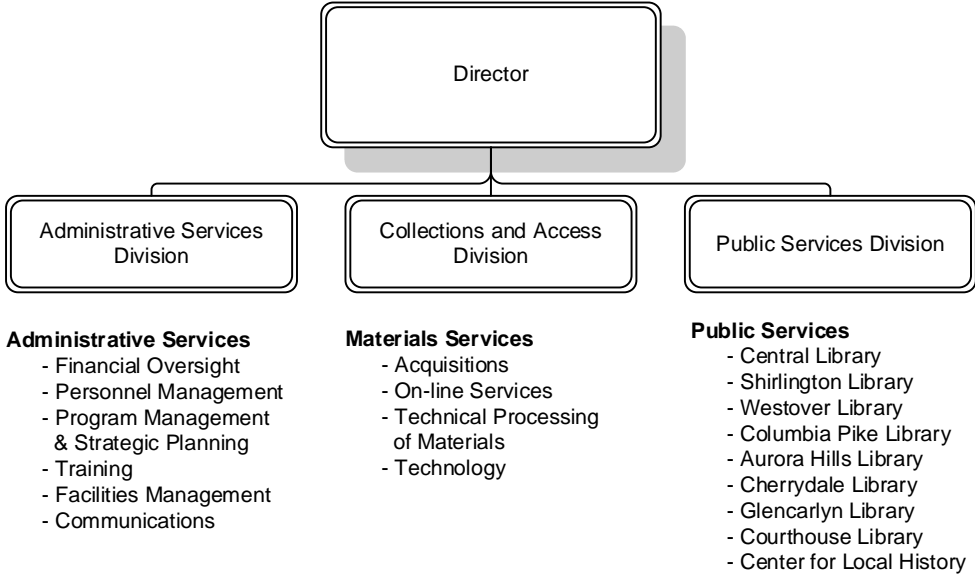 Director
Administrative Services
Division
Collections and Access
Division
Public Services Division
Administrative Services
- Financial Oversight
- Personnel Management
- Program Management
& Strategic Planning
- Training
- Facilities Management
- Communications
Materials Services
- Acquisitions
- On-line Services
- Technical Processing
of Materials
- Technology
Public Services
- Central Library
- Shirlington Library
- Westover Library
- Columbia Pike Library
- Aurora Hills Library
- Cherrydale Library
- Glencarlyn Library
- Courthouse Library
- Center for Local History